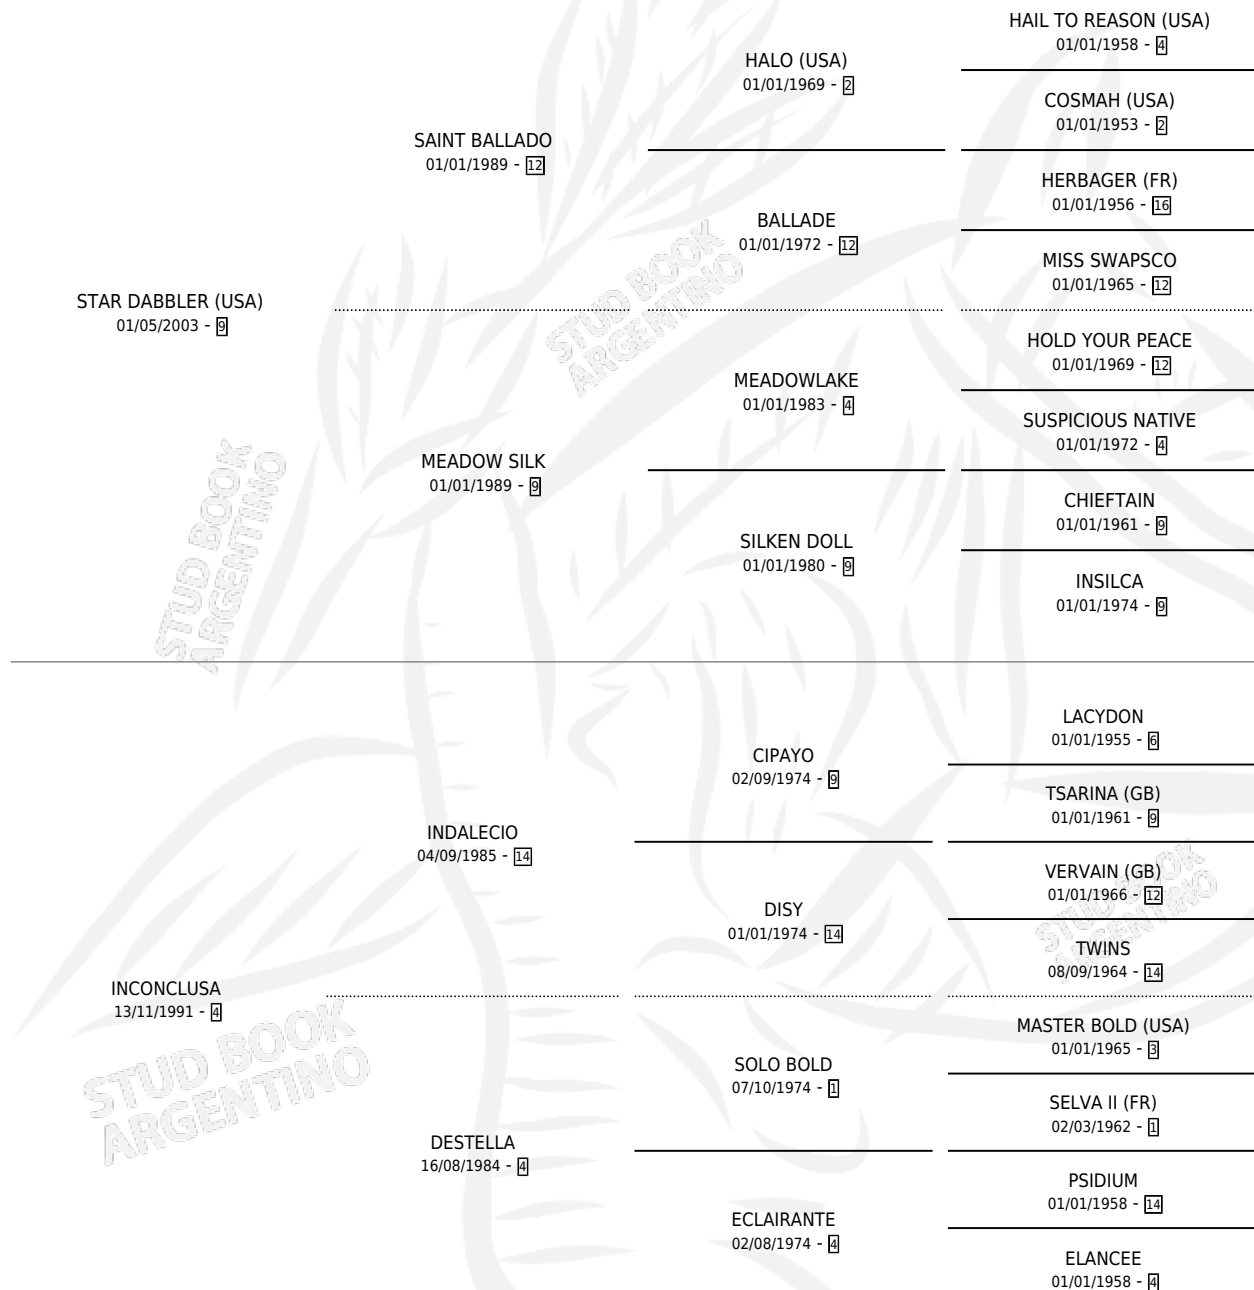 HAIL TO REASON (USA)
01/01/1958 - 4
HALO (USA)
01/01/1969 - 2
COSMAH (USA)
01/01/1953 - 2
SAINT BALLADO
01/01/1989 - 12
HERBAGER (FR)
01/01/1956 - 16
BALLADE
01/01/1972 - 12
MISS SWAPSCO
01/01/1965 - 12
STAR DABBLER (USA)
01/05/2003 - 9
HOLD YOUR PEACE
01/01/1969 - 12
MEADOWLAKE
01/01/1983 - 4
SUSPICIOUS NATIVE
01/01/1972 - 4
MEADOW SILK
01/01/1989 - 9
CHIEFTAIN
01/01/1961 - 9
SILKEN DOLL
01/01/1980 - 9
INSILCA
01/01/1974 - 9
LACYDON
01/01/1955 - 6
CIPAYO
02/09/1974 - 9
TSARINA (GB)
01/01/1961 - 9
INDALECIO
04/09/1985 - 14
VERVAIN (GB)
01/01/1966 - 12
DISY
01/01/1974 - 14
TWINS
08/09/1964 - 14
INCONCLUSA
13/11/1991 - 4
MASTER BOLD (USA)
01/01/1965 - 3
SOLO BOLD
07/10/1974 - 1
SELVA II (FR)
02/03/1962 - 1
DESTELLA
16/08/1984 - 4
PSIDIUM
01/01/1958 - 14
ECLAIRANTE
02/08/1974 - 4
ELANCEE
01/01/1958 - 4
STUD BOOK
ARGENTINO
STUD BOOK
ARGENTINO
STUD BOOK
ARGENTINO
STUD BOOK
ARGENTINO